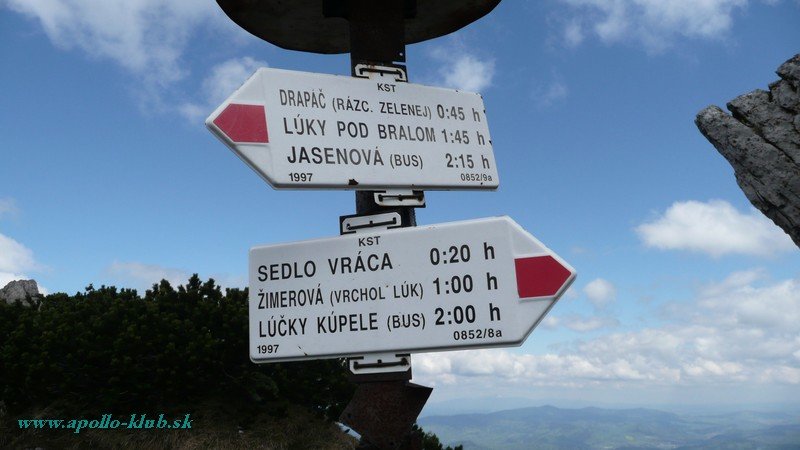 KST
DRAPÁČ (RÁZC. ZELENEJ) 0:45 h
LÚKY POD BRALOM 1:45 h
JASENOVÁ (BUS) 2:15 h
1997 0852/9a
KST
SEDLO VRÁCA 0:20 h
ŽIMEROVÁ (VRCHOL LÚK) 1:00 h
LÚČKY KÚPELE (BUS) 2:00 h
1997 0852/8a
www.apollo-klub.sk